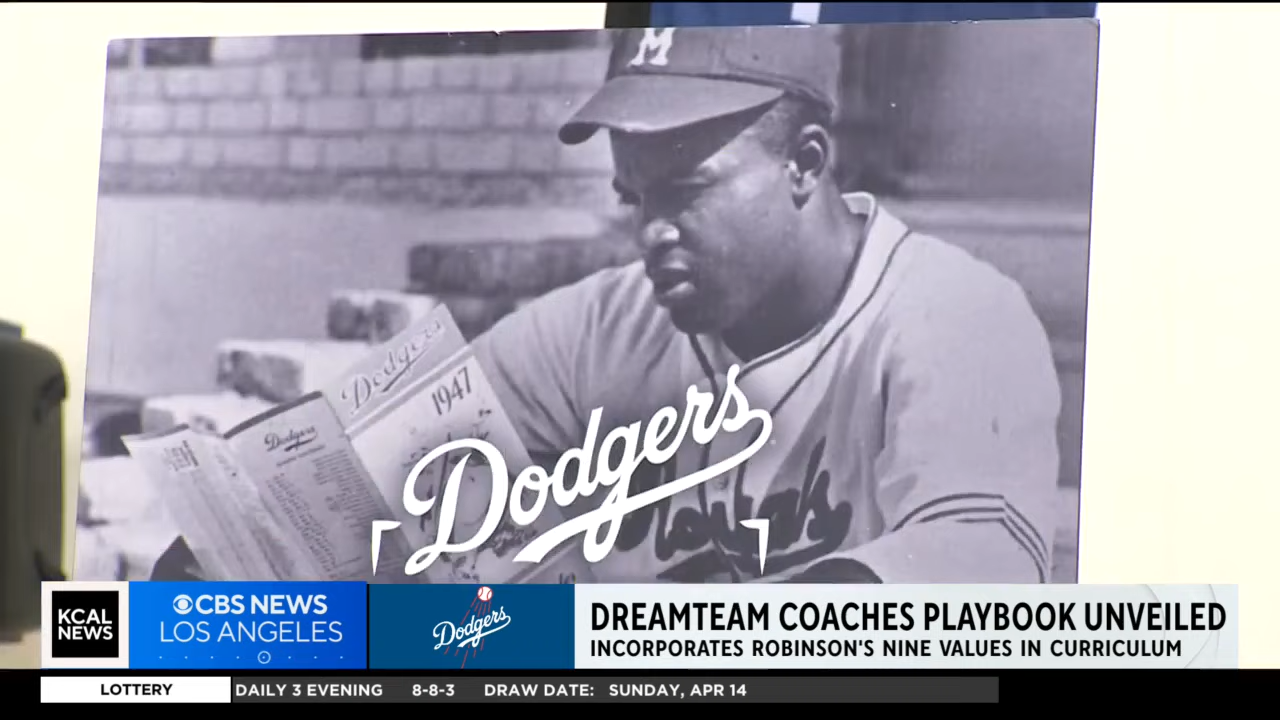 M
Dodgers
1947
Dodgers
Dodgers
KCAL
NEWS
CBS NEWS
LOS ANGELES
Dodgers
DREAMTEAM COACHES PLAYBOOK UNVEILED
INCORPORATES ROBINSON'S NINE VALUES IN CURRICULUM
LOTTERY
DAILY 3 EVENING 8-8-3 DRAW DATE: SUNDAY, APR 14